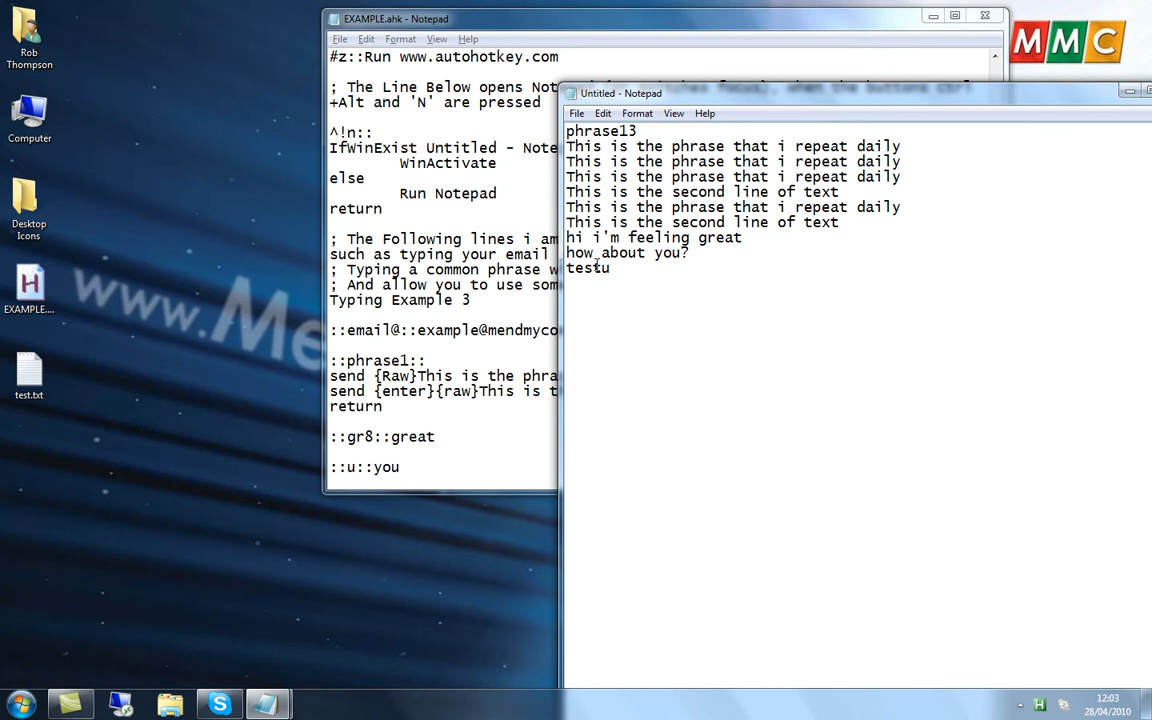 Rob
Thompson
Computer
Desktop
Icons
EXAMPLE....
test.txt
www.Me
EXAMPLE.ahk - Notepad
File Edit Format View Help
#z::Run www.autohotkey.com
; The Line Below opens
+Alt and 'N' are pressed
^!n::
IfWinExist Untitled - Note
WinActivate
else
Run Notepad
return
; The Following lines i am
such as typing your email
; Typing a common phrase w
; And allow you to use som
Typing Example 3
::email@::example@mendmyco
::phrase1::
send {Raw}This is the phra
send {enter}{raw}This is t
return
::gr8::great
::u::you
MMC
Untitled - Notepad
File Edit Format View Help
phrase13
This is the phrase that i repeat daily
This is the phrase that i repeat daily
This is the phrase that i repeat daily
This is the second line of text
This is the phrase that i repeat daily
This is the second line of text
hi i'm feeling great
how about you?
testu
12:03
28/04/2010